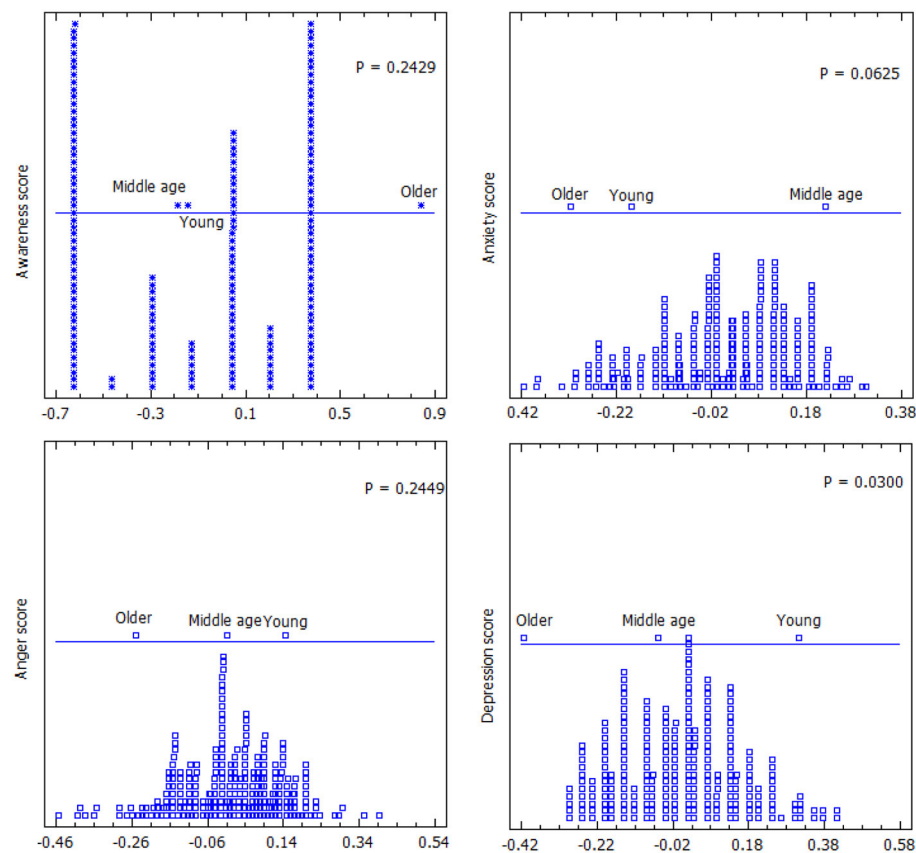 P = 0.2429
Awareness score
Middle age
Older
Young
-0.7 -0.3 0.1 0.5 0.9
P = 0.0625
Anxiety score
Older Young Middle age
0.42 -0.22 -0.02 0.18 0.38
P = 0.2449
Anger score
Older Middle age Young
-0.46 -0.26 -0.06 0.14 0.34 0.54
P = 0.0300
Depression score
Older Middle age Young
-0.42 -0.22 -0.02 0.18 0.38 0.58